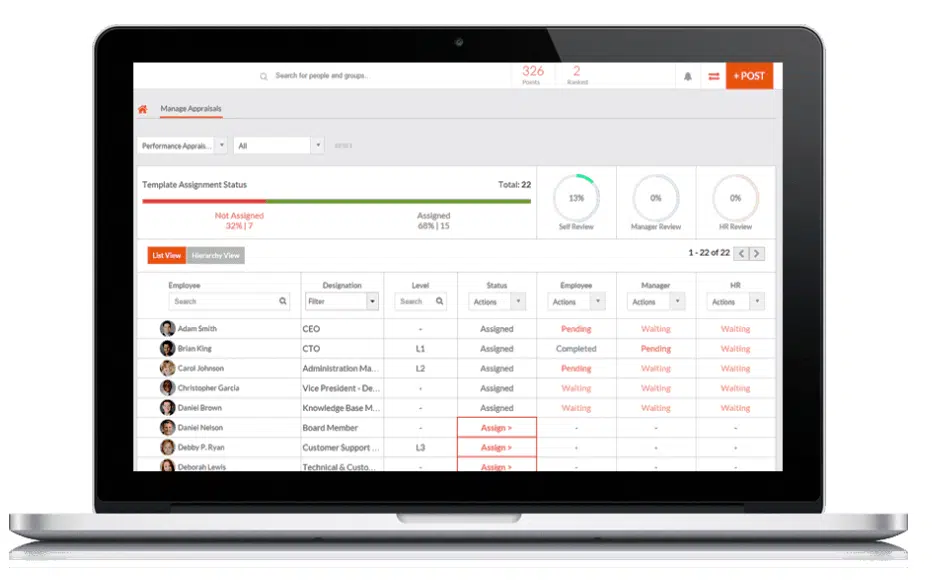 Search for people and groups..
326
Points
2
Ranked
+ POST
Manage Appraisals
Performance Apprais...
All
Template Assignment Status
Total: 22
Not Assigned
32% | 7
Assigned
68% | 15
13%
Self Review
0%
Manager Review
0%
HR Review
List View
Hierarchy View
1 - 22 of 22
Employee Designation Level Status Employee Manager HR
Search Filter Search Actions Actions Actions Actions
Adam Smith CEO - Assigned Pending Waiting Waiting
Brian King CTO L1 Assigned Completed Pending Waiting
Carol Johnson Administration Ma... L2 Assigned Pending Waiting Waiting
Christopher Garcia Vice President - De... - Assigned Waiting Waiting Waiting
Daniel Brown Knowledge Base M... - Assigned Waiting Waiting Waiting
Daniel Nelson Board Member - Assign > - - -
Debby P. Ryan Customer Support ... L3 Assign > - - -
Deborah Lewis Technical & Custo... - Assign > - - -